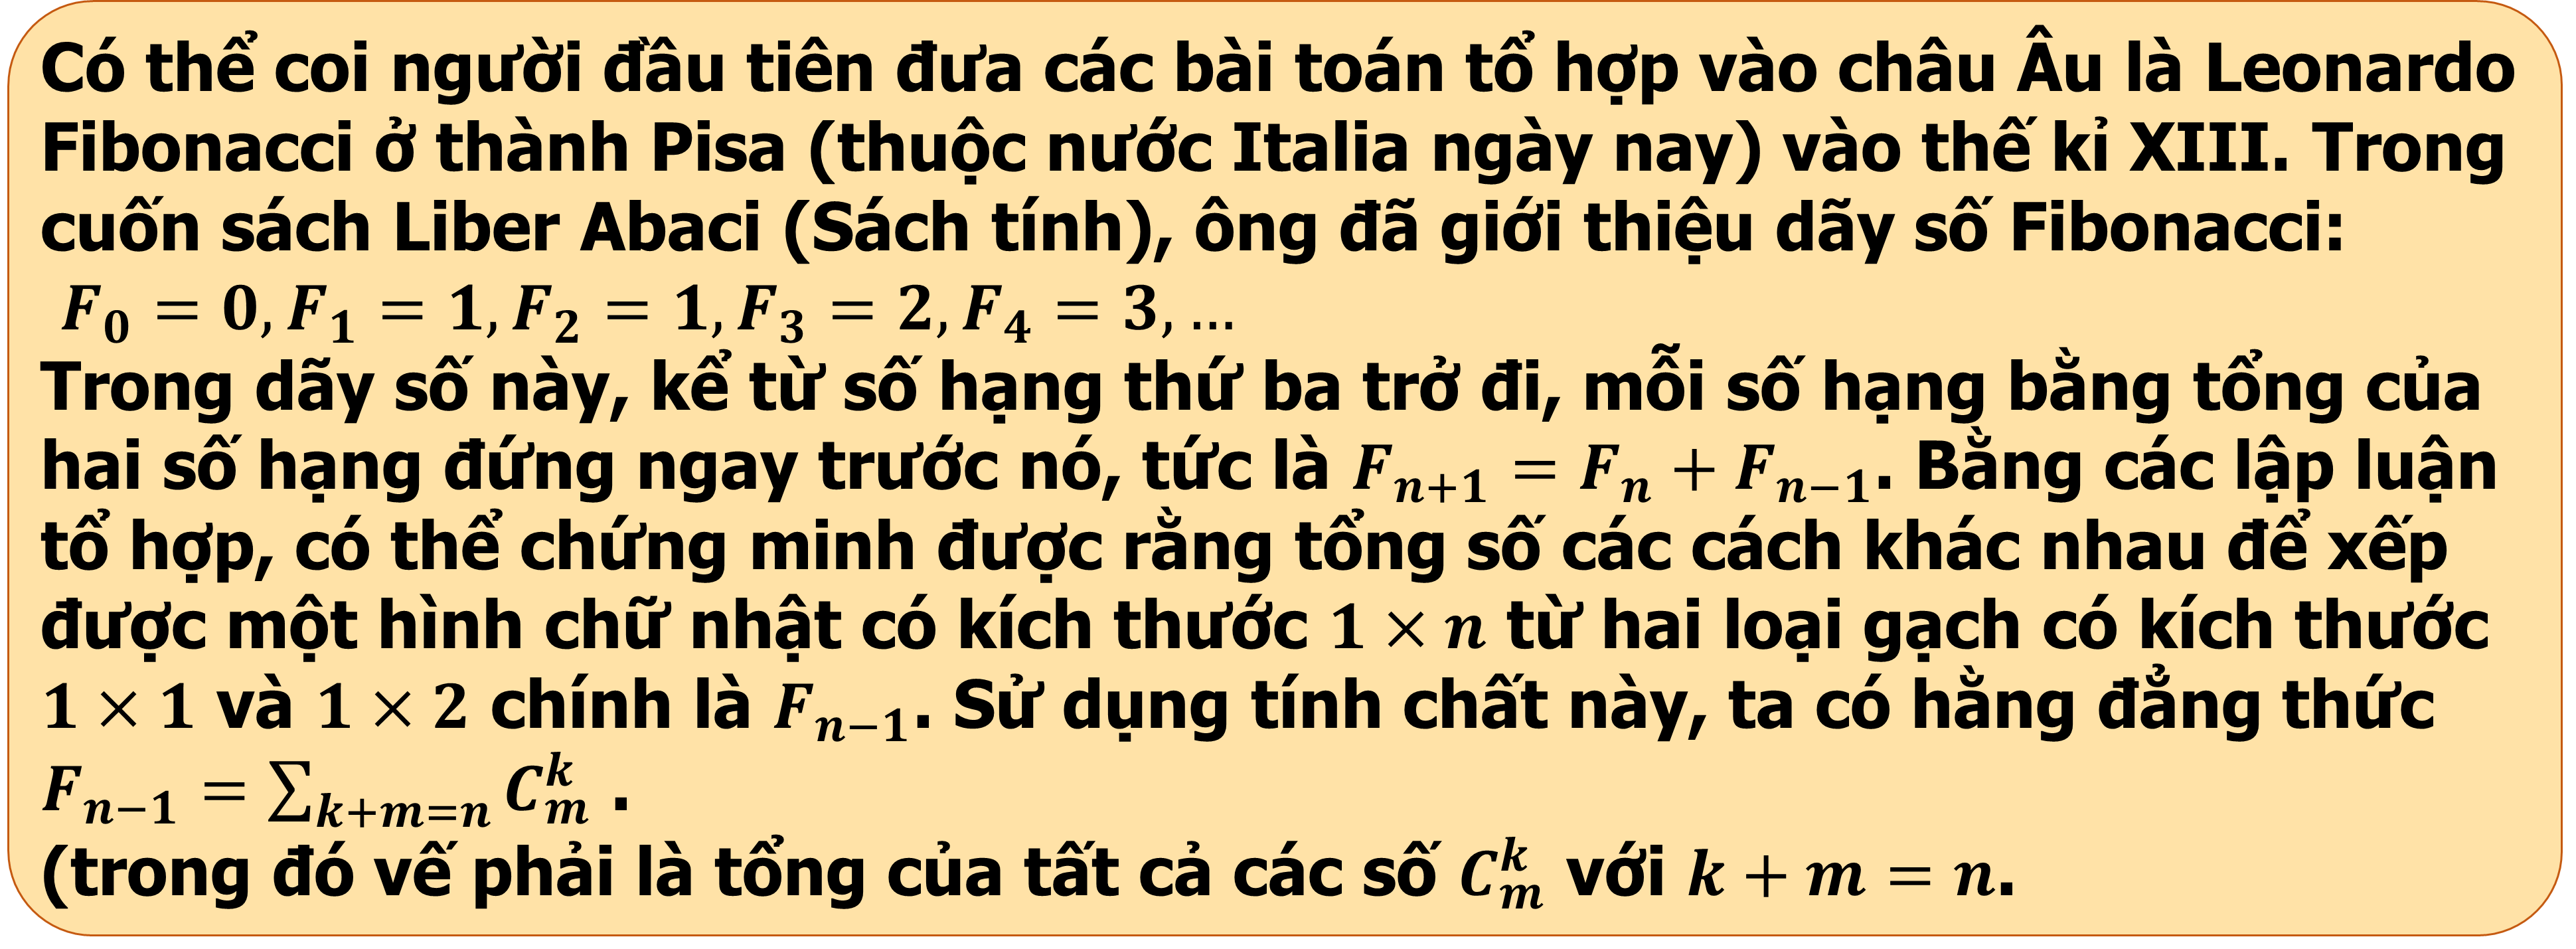 Có thể coi người đầu tiên đưa các bài toán tổ hợp vào châu Âu là Leonardo
Fibonacci ở thành Pisa (thuộc nước Italia ngày nay) vào thế kỉ XIII. Trong
cuốn sách Liber Abaci (Sách tính), ông đã giới thiệu dãy số Fibonacci:
F₀ = 0, F₁ = 1, F₂ = 1, F₃ = 2, F₄ = 3, ...
Trong dãy số này, kể từ số hạng thứ ba trở đi, mỗi số hạng bằng tổng của
hai số hạng đứng ngay trước nó, tức là Fₙ₊₁ = Fₙ + Fₙ₋₁. Bằng các lập luận
tổ hợp, có thể chứng minh được rằng tổng số các cách khác nhau để xếp
được một hình chữ nhật có kích thước 1 × n từ hai loại gạch có kích thước
1 × 1 và 1 × 2 chính là Fₙ₋₁. Sử dụng tính chất này, ta có hằng đẳng thức
Fₙ₋₁ = ∑ₖ₊ₘ₌ₙ Cₘᵏ .
(trong đó vế phải là tổng của tất cả các số Cₘᵏ với k + m = n.